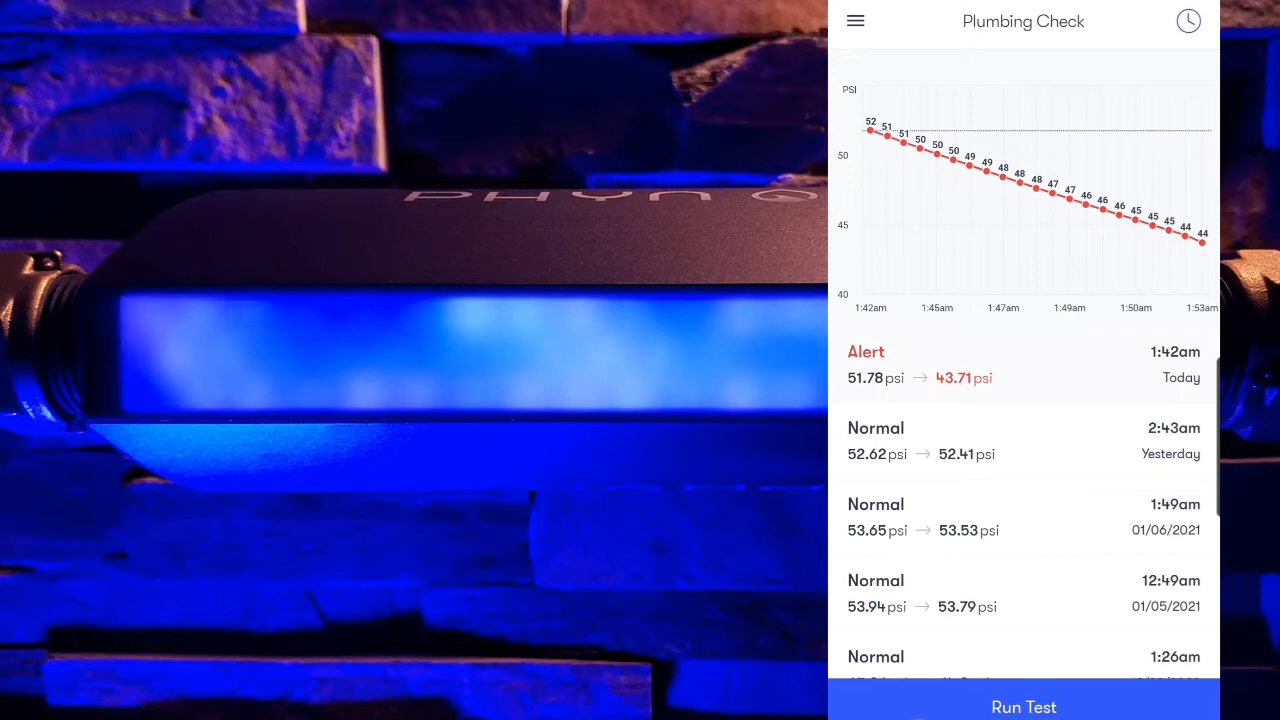 PHYN
Plumbing Check
PSI
52
51
51
50
50
50
49
49
48
48
48
47
47
46
46
46
45
45
45
44
44
50
45
40
1:42am
1:45am
1:47am
1:49am
1:50am
1:53am
Alert
1:42am
51.78 psi → 43.71 psi
Today
Normal
2:43am
52.62 psi → 52.41 psi
Yesterday
Normal
1:49am
53.65 psi → 53.53 psi
01/06/2021
Normal
12:49am
53.94 psi → 53.79 psi
01/05/2021
Normal
1:26am
Run Test